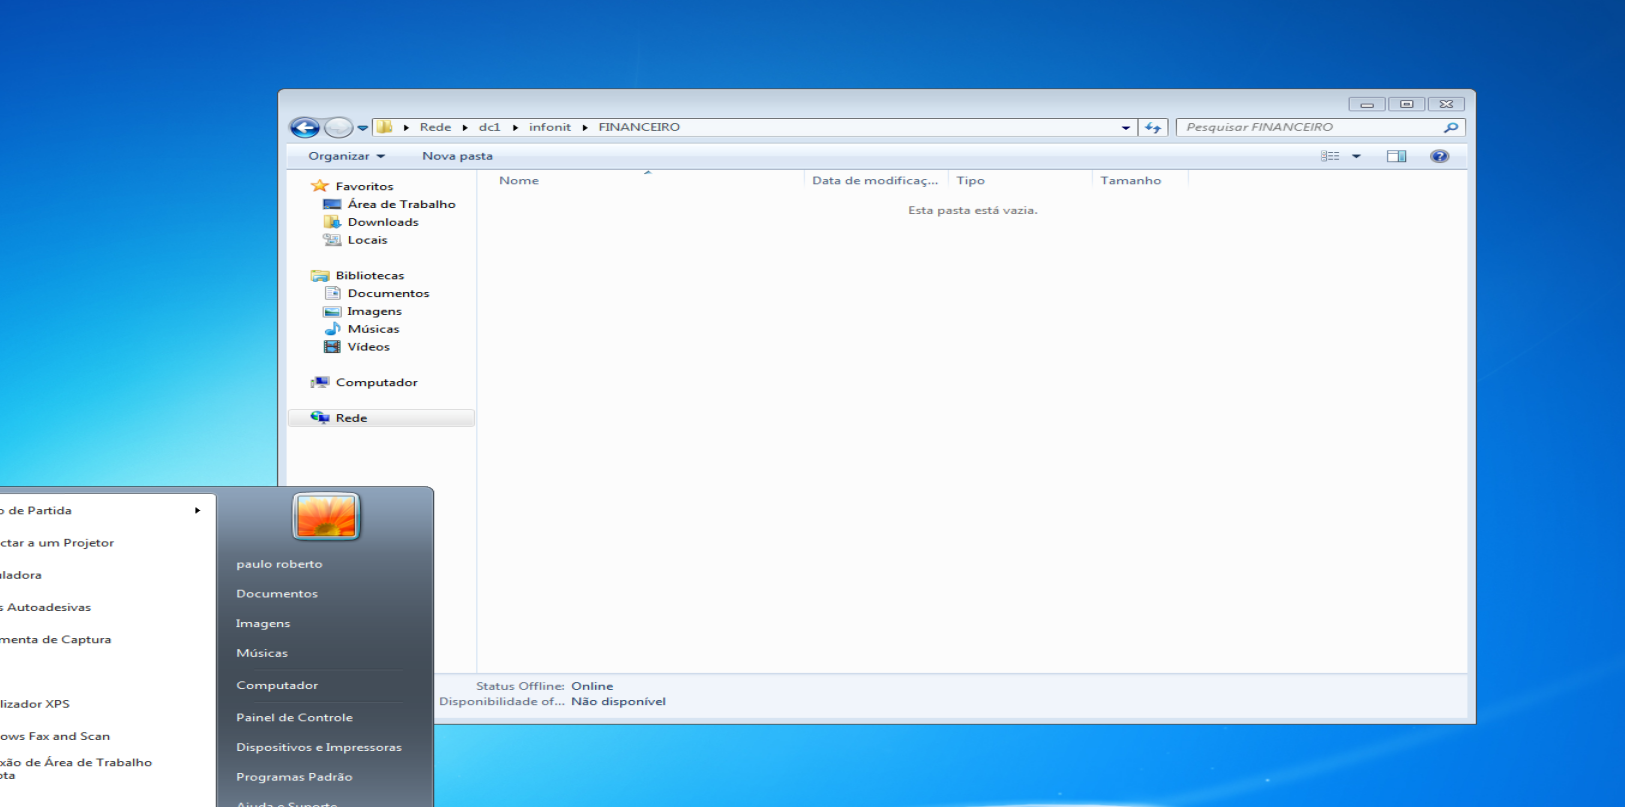 Rede dc1 infonit FINANCEIRO
Pesquisar FINANCEIRO
Organizar Nova pasta
Nome Data de modificaç... Tipo Tamanho
Esta pasta está vazia.
Favoritos
Área de Trabalho
Downloads
Locais
Bibliotecas
Documentos
Imagens
Músicas
Vídeos
Computador
Rede
o de Partida
ctar a um Projetor
uladora
s Autoadesivas
menta de Captura
lizador XPS
ows Fax and Scan
xão de Área de Trabalho
ota
paulo roberto
Documentos
Imagens
Músicas
Computador
Painel de Controle
Dispositivos e Impressoras
Programas Padrão
Ajuda e Suporte
Status Offline: Online
Disponibilidade of... Não disponível